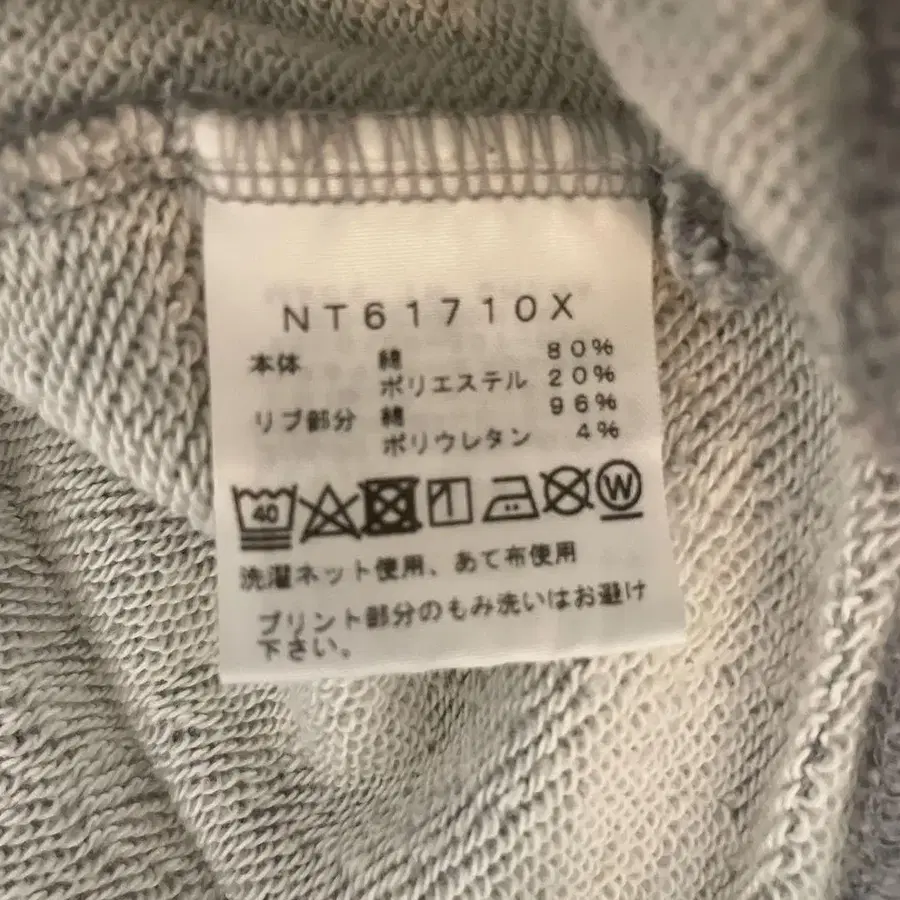 NT61710X
本体 綿 80%
ポリエステル 20%
リブ部分 綿 96%
ポリウレタン 4%
40 W
洗濯ネット使用、あて布使用
プリント部分のもみ洗いはお避け
下さい。